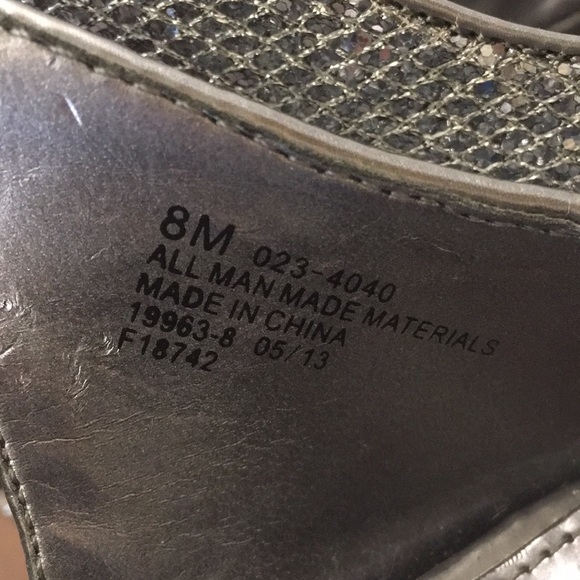 8M 023-4040
ALL MAN MADE MATERIALS
MADE IN CHINA
19963-8 05/13
F18742